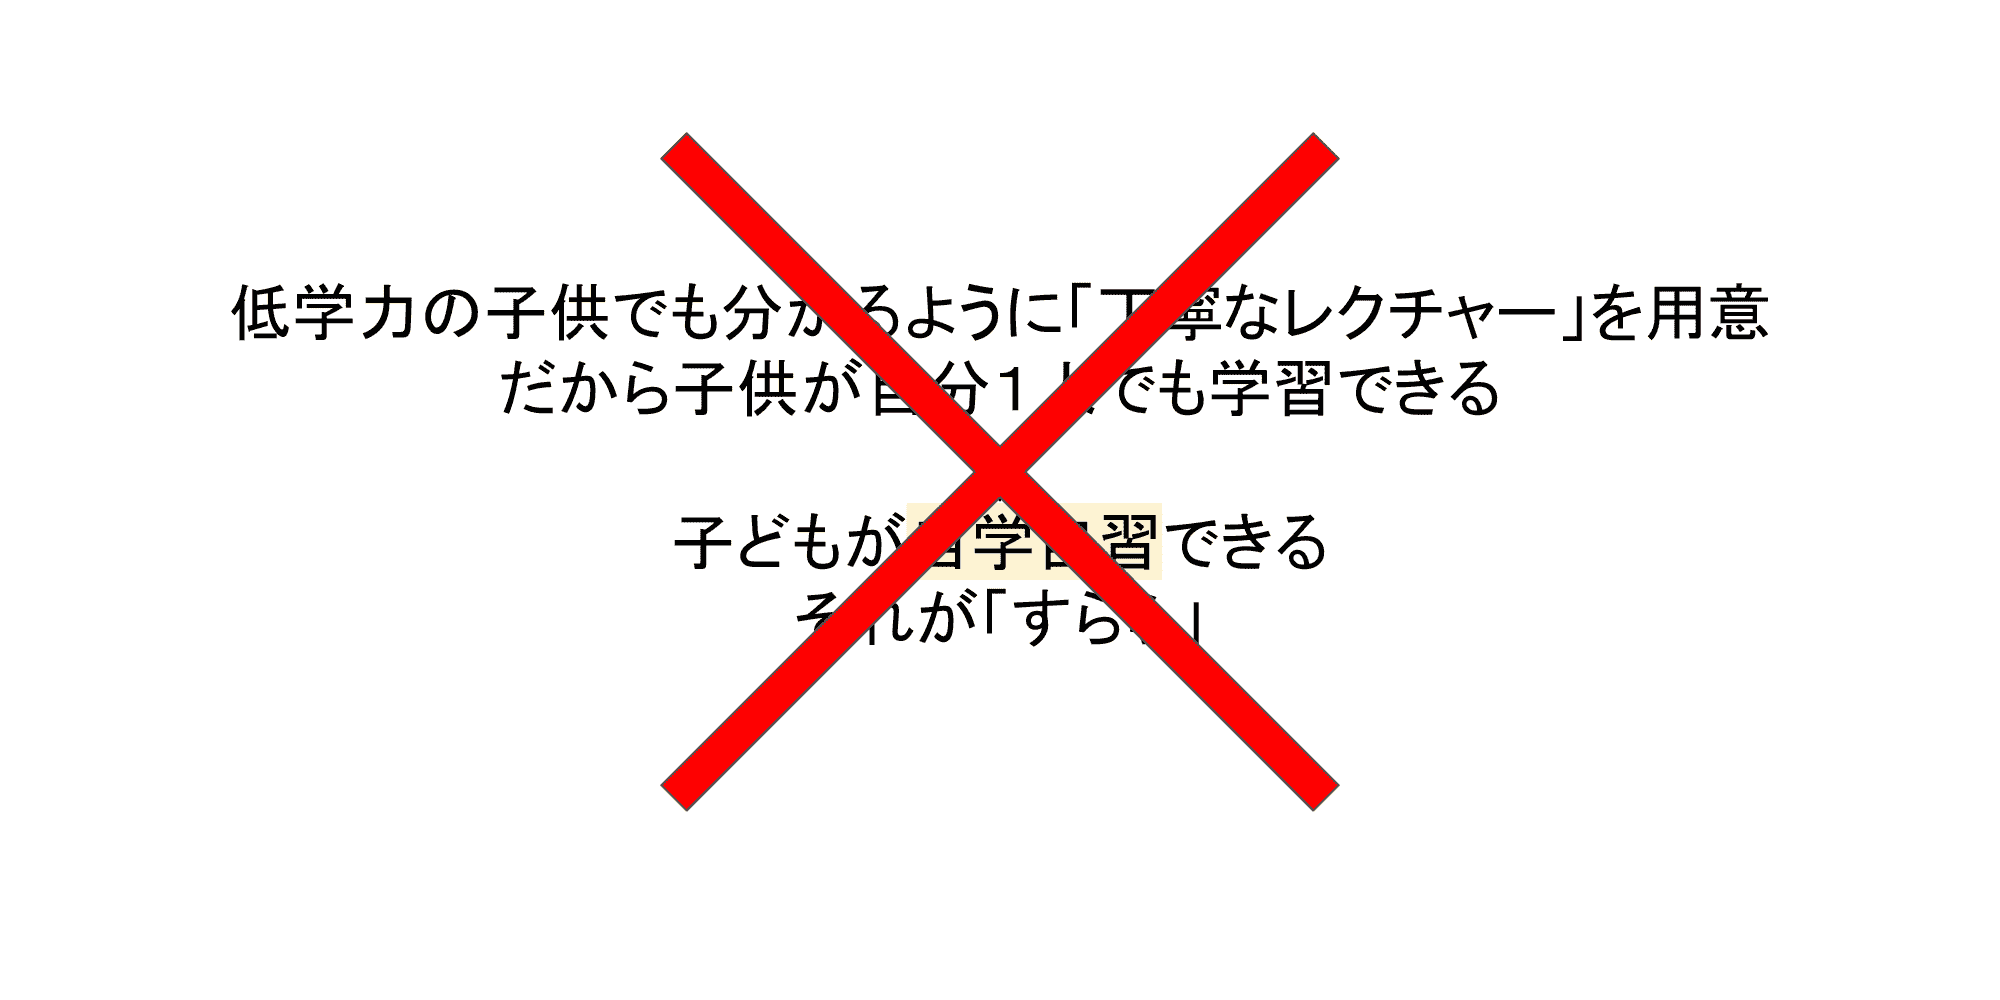 低学力の子供でも分かるように「丁寧なレクチャー」を用意
だから子供が自分１人でも学習できる
子どもが自学自習できる
それが「すらら」